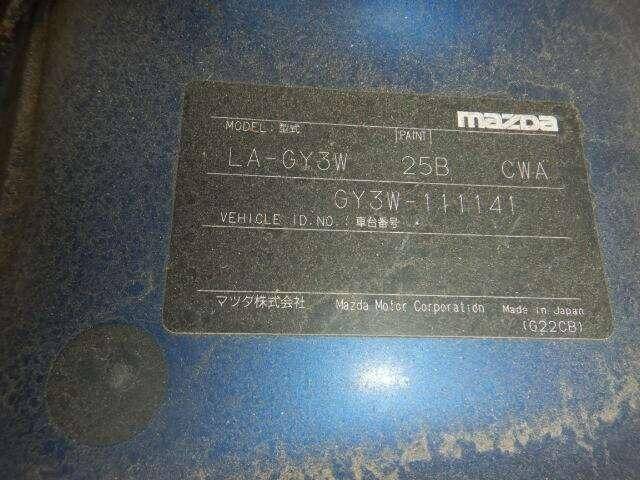 mazda
MODEL : 型式 PAINT
LA-GY3W 25B CWA
GY3W-111141
VEHICLE ID.NO. : 車台番号
マツダ株式会社 Mazda Motor Corporation Made in Japan
(G22CB)